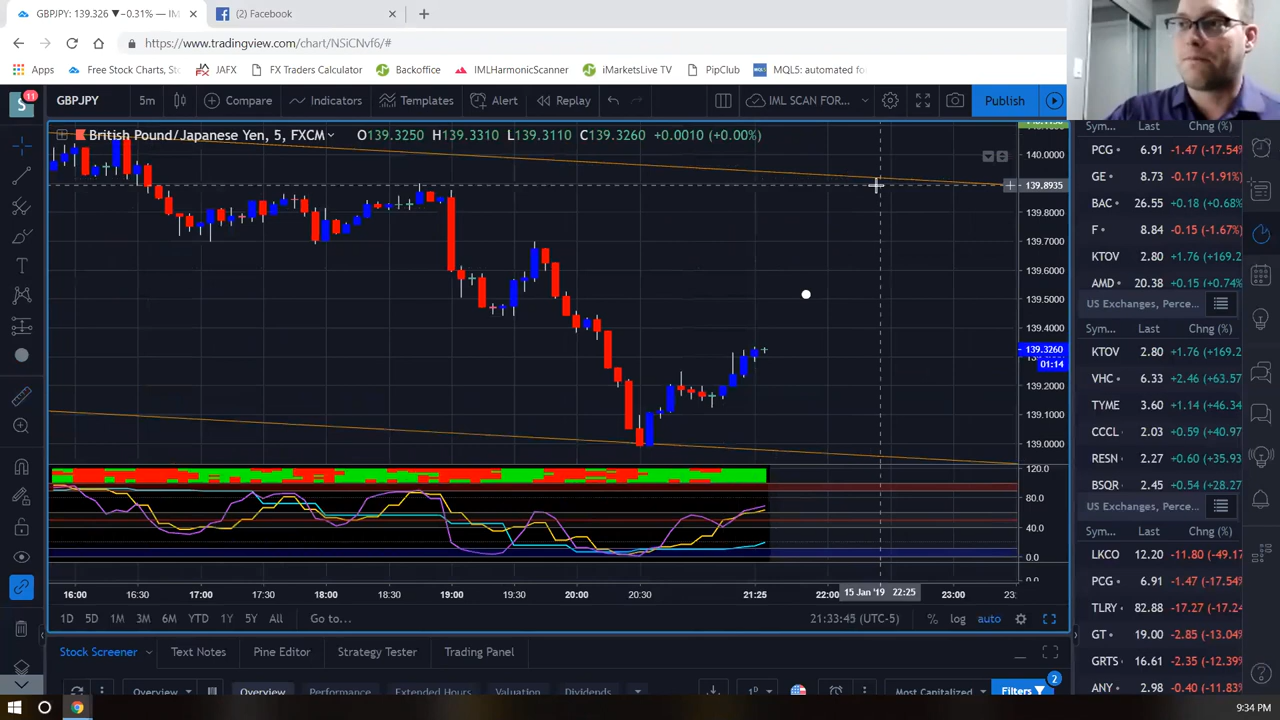 GBPJPY: 139.326 ▼−0.31% — IM
(2) Facebook
https://www.tradingview.com/chart/NSiCNvf6/#
Apps Free Stock Charts, St JAFX FX Traders Calculator Backoffice IMLHarmonicScanner iMarketsLive TV PipClub MQL5: automated fo
S 11 GBPJPY 5m Compare Indicators Templates Alert Replay IML SCAN FOR... Publish
British Pound/Japanese Yen, 5, FXCM O139.3250 H139.3310 L139.3110 C139.3260 +0.0010 (+0.00%)
140.0000
139.8935
139.8000
139.7000
139.6000
139.5000
139.4000
139.3260
01:14
139.2000
139.1000
139.0000
120.0
80.0
40.0
0.0
16:00 16:30 17:00 17:30 18:00 18:30 19:00 19:30 20:00 21:25 22:00 15 Jan '19 22:25 23:00 23:
1D 5D 1M 3M 6M YTD 1Y 5Y All Go to... 21:33:45 (UTC-5) % log auto
Stock Screener Text Notes Pine Editor Strategy Tester Trading Panel
Overview Overview Performance Extended Hours Valuation Dividends 1D Most Capitalized Filters 2
Sym... Last Chng (%)
PCG 6.91 -1.47 (-17.54%
GE 8.73 -0.17 (-1.91%)
BAC 26.55 +0.18 (+0.68%
F 8.84 -0.15 (-1.67%)
KTOV 2.80 +1.76 (+169.2
AMD 20.38 +0.15 (+0.74%)
US Exchanges, Perce...
Sym... Last Chng (%)
KTOV 2.80 +1.76 (+169.2
VHC 6.33 +2.46 (+63.57
TYME 3.60 +1.14 (+46.34
CCCL 2.03 +0.59 (+40.97
RESN 2.27 +0.60 (+35.93
BSQR 2.45 +0.54 (+28.27
US Exchanges, Perce...
Sym... Last Chng (%)
LKCO 12.20 -11.80 (-49.17
PCG 6.91 -1.47 (-17.54%
TLRY 82.88 -17.27 (-17.24
GT 19.00 -2.85 (-13.04%
GRTS 16.61 -2.35 (-12.39%
ANY 2.98 -0.40 (-11.83%
9:34 PM